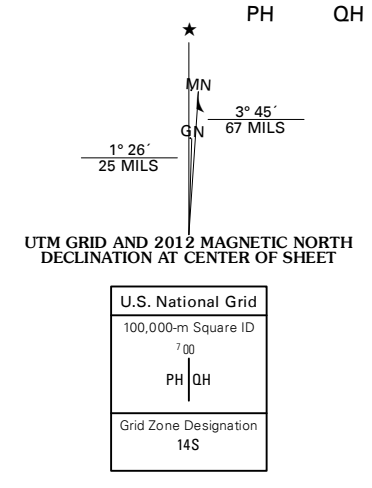 PH QH
★
MN
3° 45´
67 MILS
GN
1° 26´
25 MILS
UTM GRID AND 2012 MAGNETIC NORTH
DECLINATION AT CENTER OF SHEET
U.S. National Grid
100,000-m Square ID
7 00
PH QH
Grid Zone Designation
14S